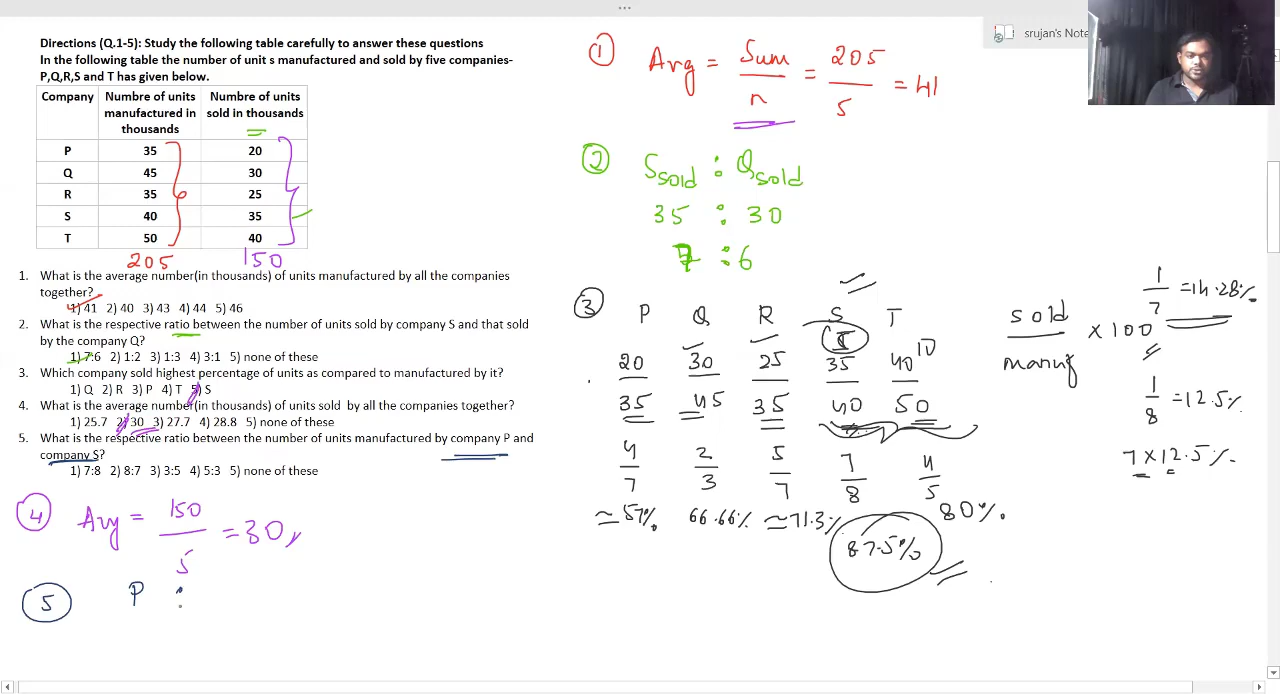 Directions (Q.1-5): Study the following table carefully to answer these questions
In the following table the number of unit s manufactured and sold by five companies-
P,Q,R,S and T has given below.
Company Numbre of units manufactured in thousands Numbre of units sold in thousands
P 35 20
Q 45 30
R 35 25
S 40 35
T 50 40
205 150
1. What is the average number(in thousands) of units manufactured by all the companies
together?
1) 41 2) 40 3) 43 4) 44 5) 46
2. What is the respective ratio between the number of units sold by company S and that sold
by the company Q?
1) 7:6 2) 1:2 3) 1:3 4) 3:1 5) none of these
3. Which company sold highest percentage of units as compared to manufactured by it?
1) Q 2) R 3) P 4) T 5) S
4. What is the average number(in thousands) of units sold by all the companies together?
1) 25.7 2) 30 3) 27.7 4) 28.8 5) none of these
5. What is the respective ratio between the number of units manufactured by company P and
company S?
1) 7:8 2) 8:7 3) 3:5 4) 5:3 5) none of these
4 Avg = 150/5 = 30
5 P :
srujan's Note
1 Avg = Sum/n = 205/5 = 41
2 Ssold : Qsold
35 : 30
7 : 6
3 P Q R S T
20 30 25 35 40 10
35 45 35 40 50
4/7 2/3 5/7 7/8 4/5
≃57% 66.66% ≃71.3% 87.5% 80%
sold/manuf × 100
1/7 = 14.28%
1/8 = 12.5%
7 × 12.5%